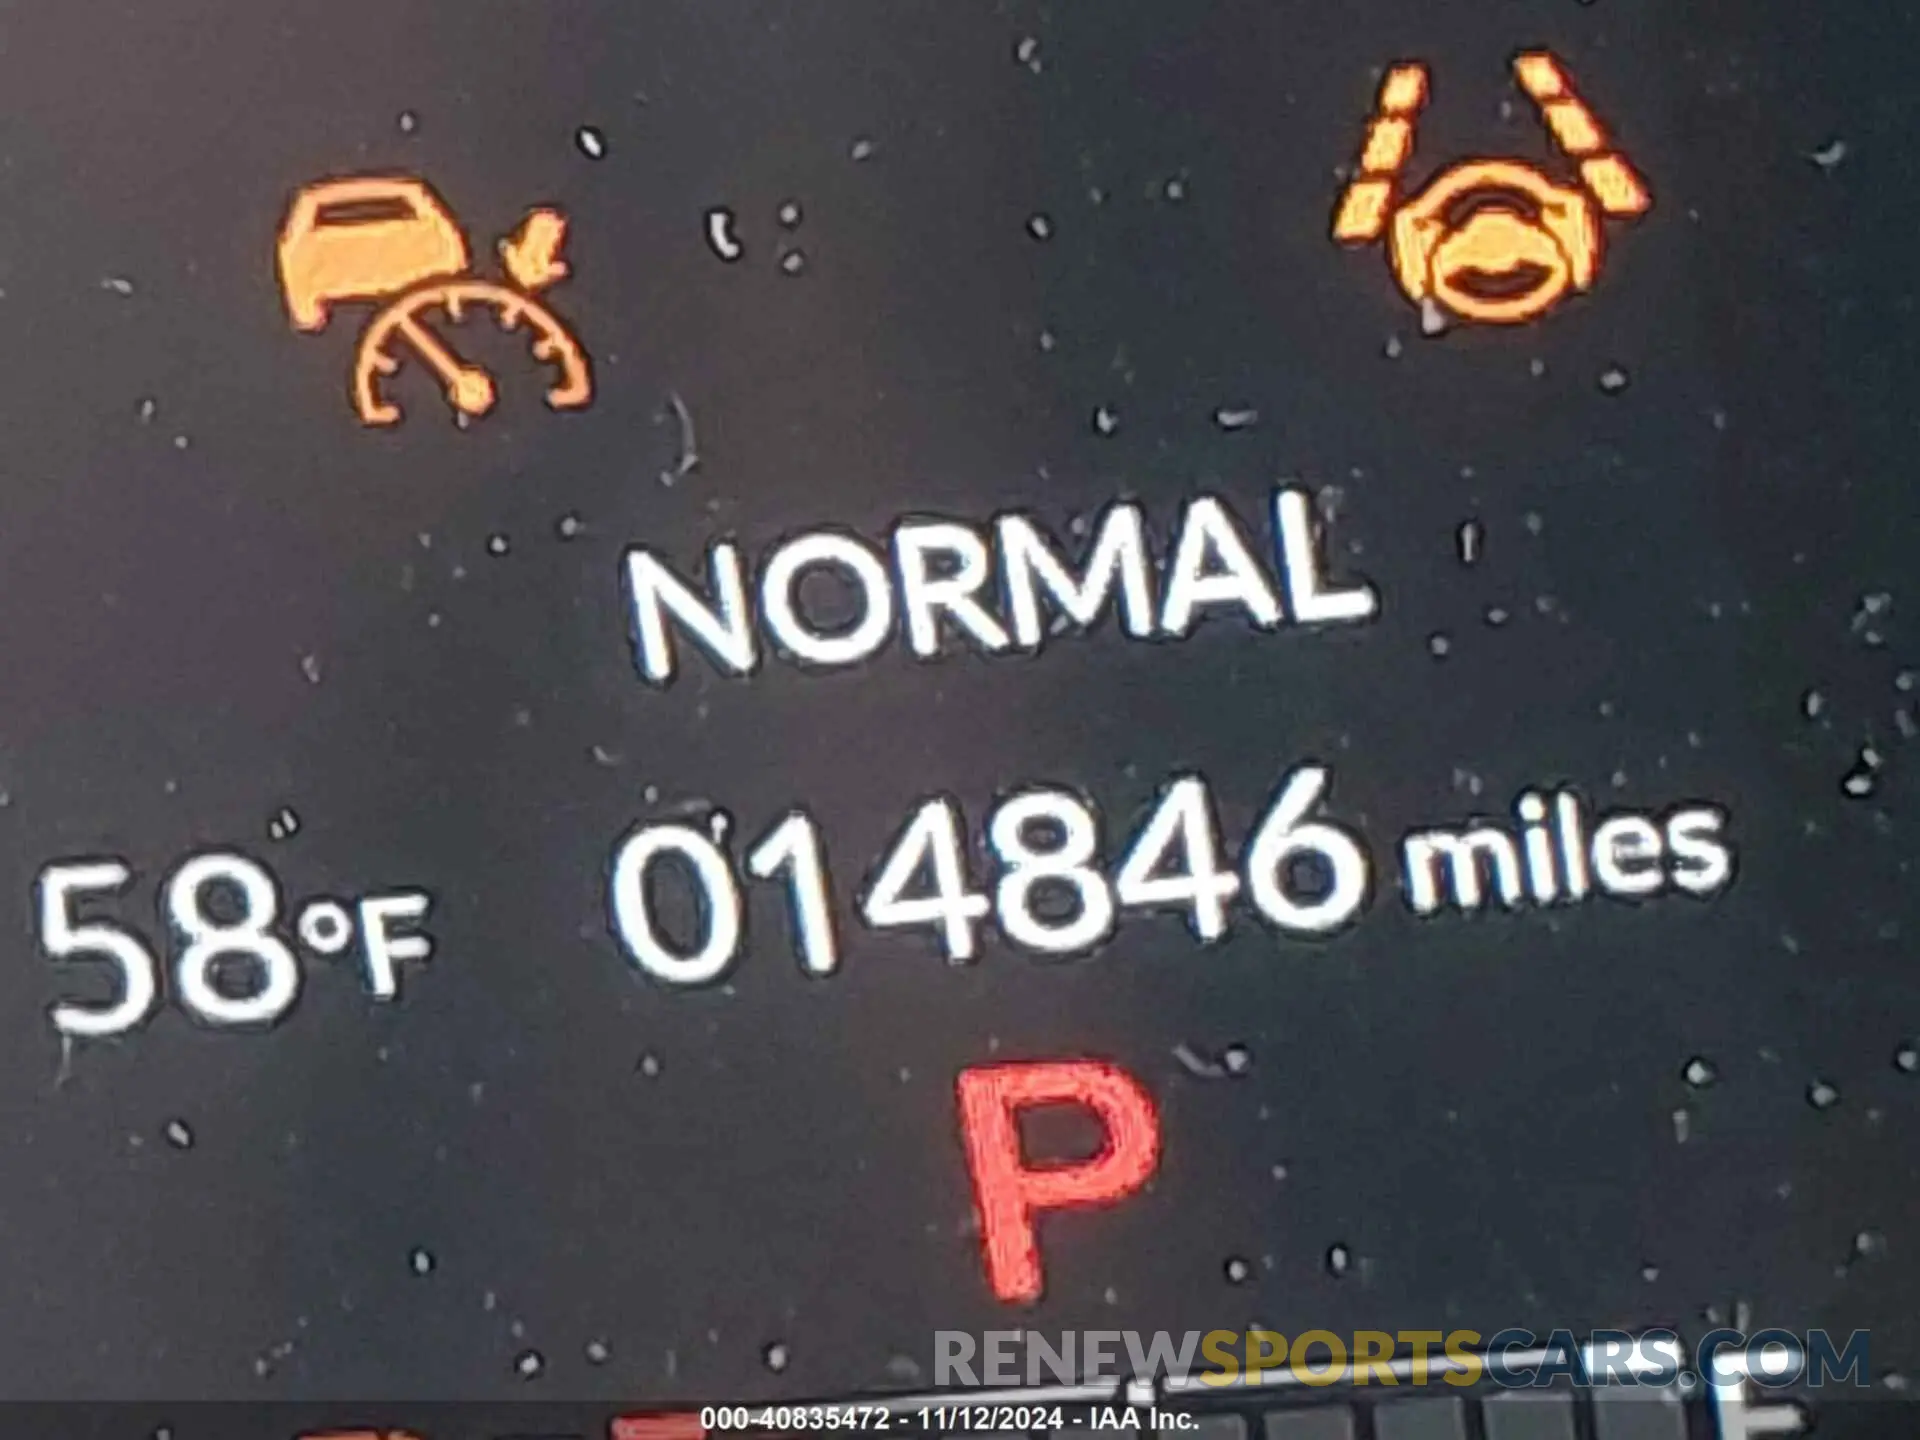 NORMAL
58°F 014846 miles
P
RENEWSPORTSCARS.COM
000-40835472 - 11/12/2024 - IAA Inc.